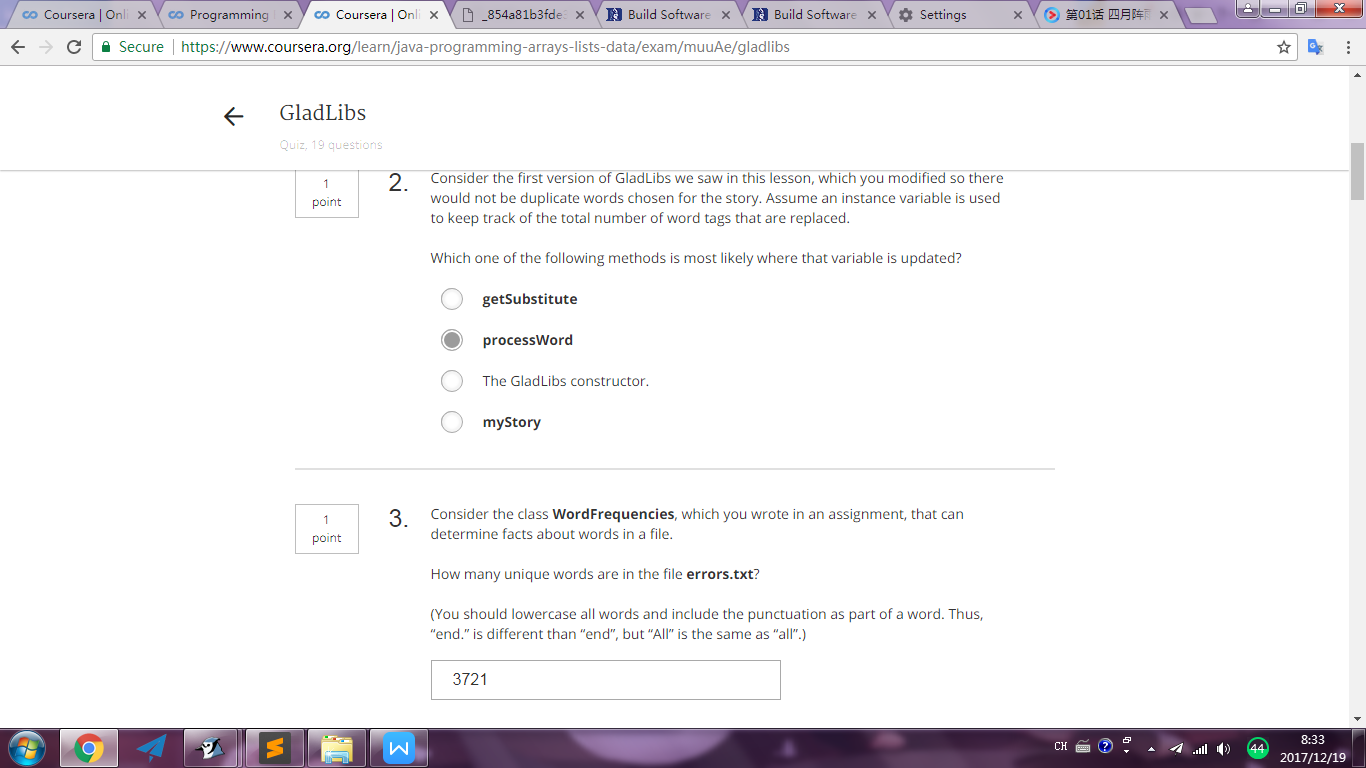 Coursera | Onli
Programming
Coursera | Onli
_854a81b3fde
Build Software
Build Software
Settings
第01话 四月阵
Secure
https://www.coursera.org/learn/java-programming-arrays-lists-data/exam/muuAe/gladlibs
GladLibs
Quiz, 19 questions
1
point
2.
Consider the first version of GladLibs we saw in this lesson, which you modified so there
would not be duplicate words chosen for the story. Assume an instance variable is used
to keep track of the total number of word tags that are replaced.
Which one of the following methods is most likely where that variable is updated?
getSubstitute
processWord
The GladLibs constructor.
myStory
1
point
3.
Consider the class WordFrequencies, which you wrote in an assignment, that can
determine facts about words in a file.
How many unique words are in the file errors.txt?
(You should lowercase all words and include the punctuation as part of a word. Thus,
“end.” is different than “end”, but “All” is the same as “all”.)
3721
CH
44
8:33
2017/12/19